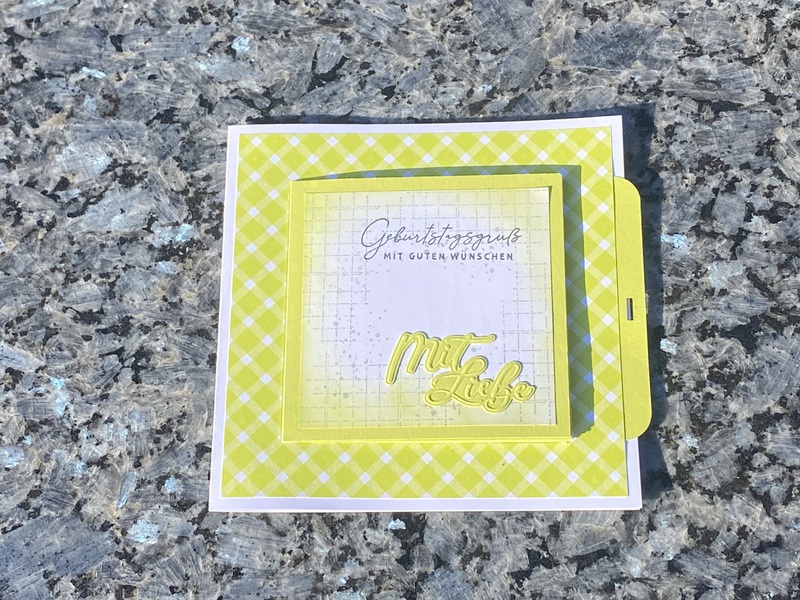 Geburtstagsgruß
MIT GUTEN WÜNSCHEN
Mit
Liebe